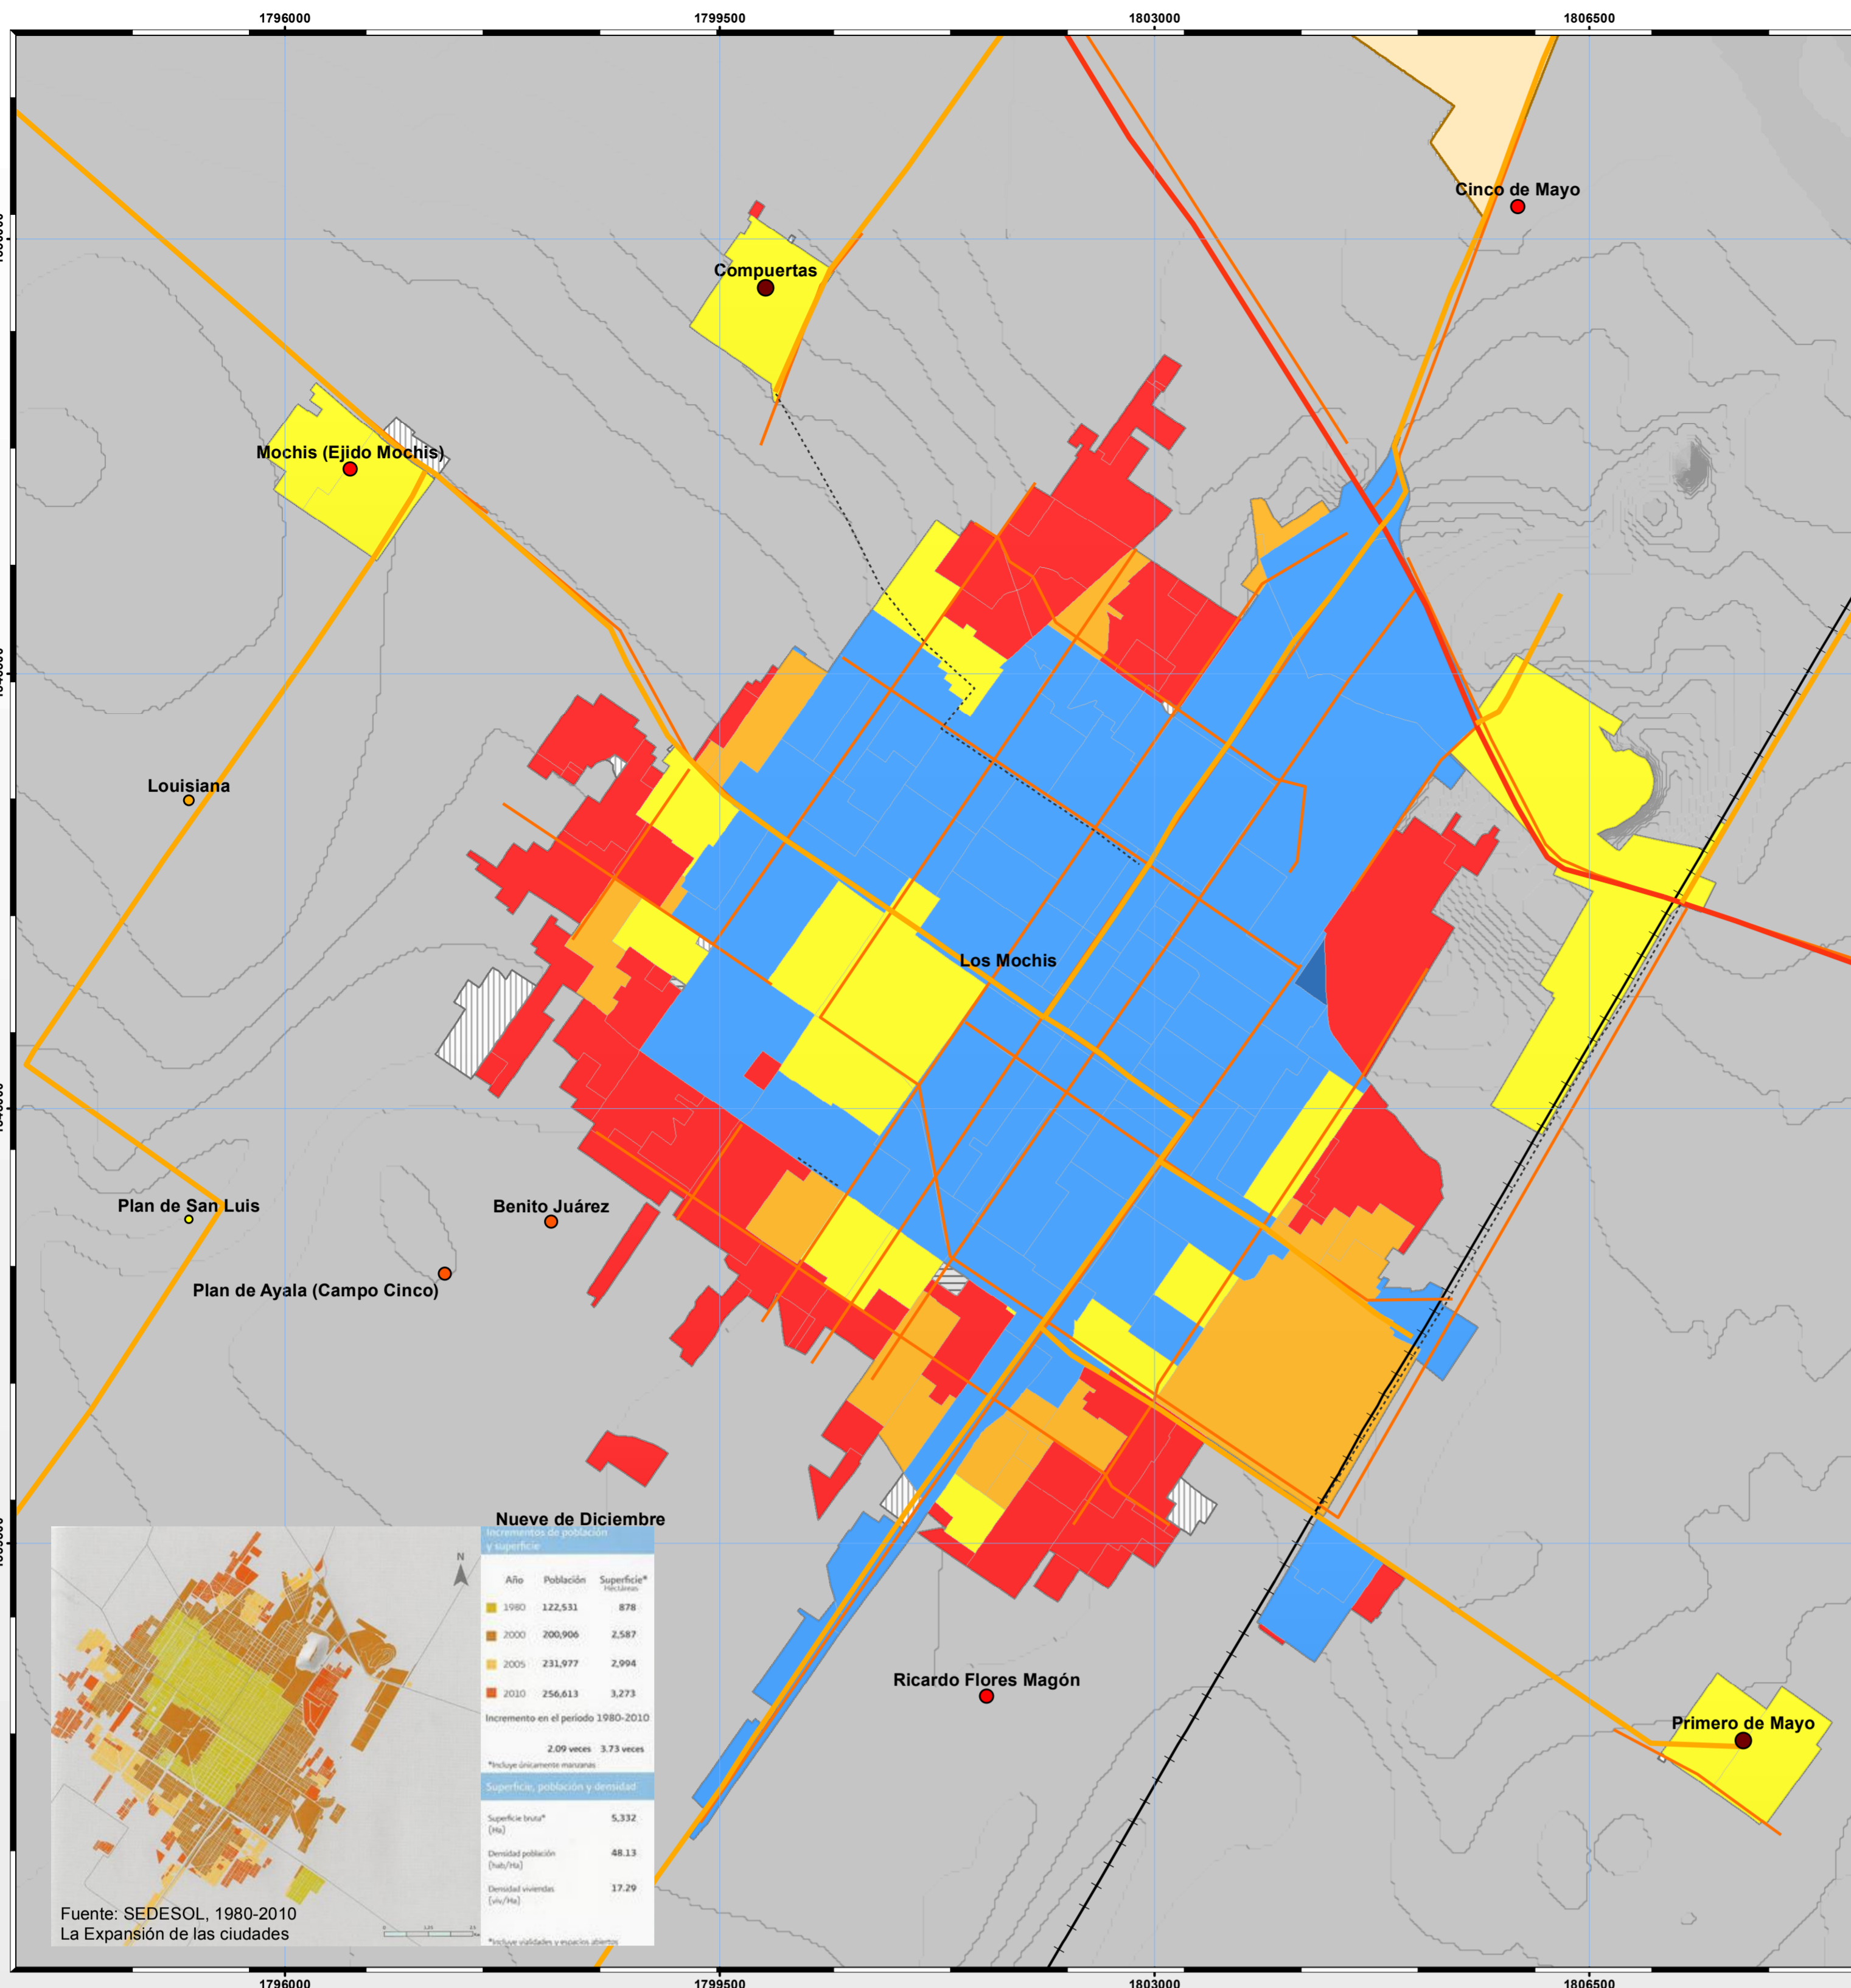 1796000 1799500 1803000 1806500
Cinco de Mayo
Compuertas
Mochis (Ejido Mochis)
Louisiana
Los Mochis
Plan de San Luis
Benito Juárez
Plan de Ayala (Campo Cinco)
Nueve de Diciembre
Ricardo Flores Magón
Primero de Mayo
N
Incrementos de población
y superficie
Año Población Superficie*
Hectáreas
1980 122,531 878
2000 200,906 2,587
2005 231,977 2,994
2010 256,613 3,273
Incremento en el periodo 1980-2010
2.09 veces 3.73 veces
*Incluye únicamente manzanas
Superficie, población y densidad
Superficie bruta* 5,332
(Ha)
Densidad población 48.13
(hab/Ha)
Densidad viviendas 17.29
(viv/Ha)
*Incluye vialidades y espacios abiertos
Fuente: SEDESOL, 1980-2010
La Expansión de las ciudades
1796000 1799500 1803000 1806500